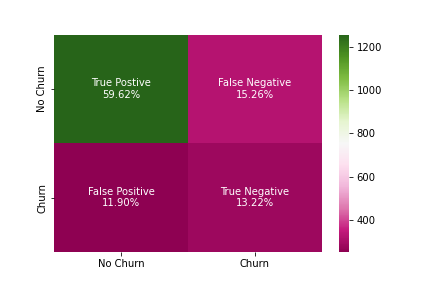 True Postive
59.62%
False Negative
15.26%
False Positive
11.90%
True Negative
13.22%
No Churn
Churn
No Churn
Churn
1200
1000
800
600
400